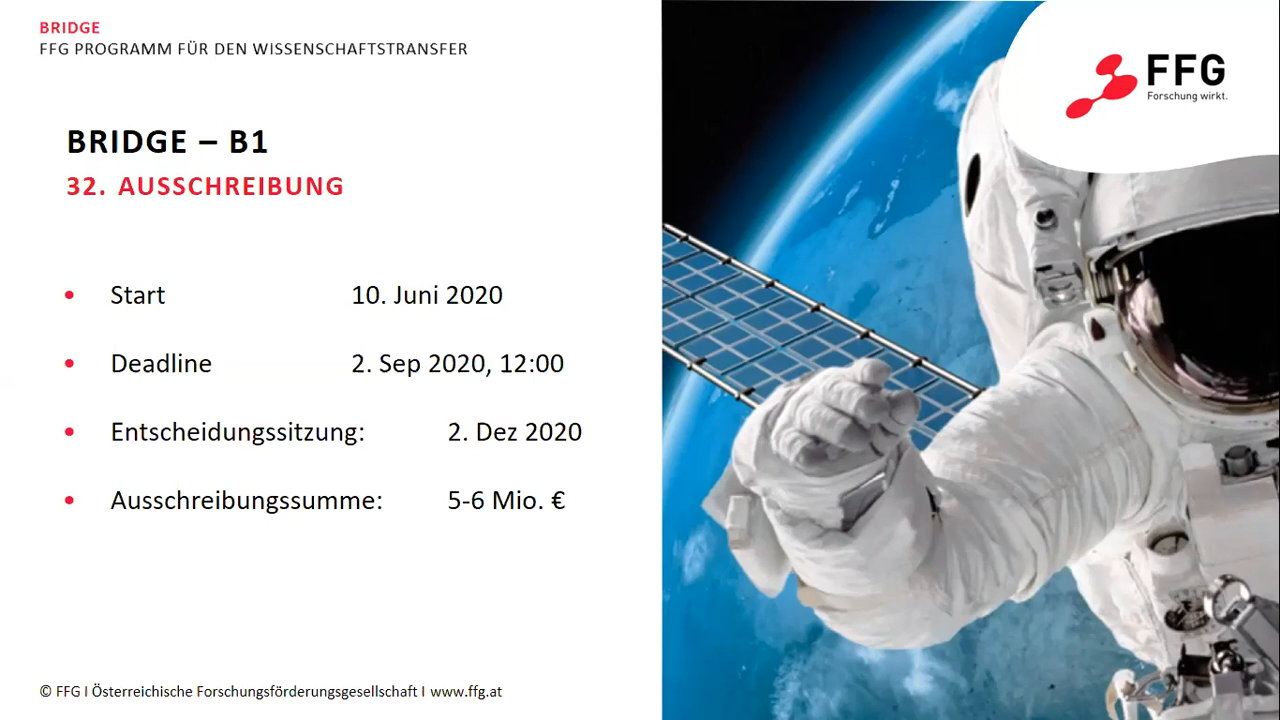 BRIDGE
FFG PROGRAMM FÜR DEN WISSENSCHAFTSTRANSFER
FFG
Forschung wirkt.
BRIDGE – B1
32. AUSSCHREIBUNG
• Start 10. Juni 2020
• Deadline 2. Sep 2020, 12:00
• Entscheidungssitzung: 2. Dez 2020
• Ausschreibungssumme: 5-6 Mio. €
© FFG I Österreichische Forschungsförderungsgesellschaft I www.ffg.at